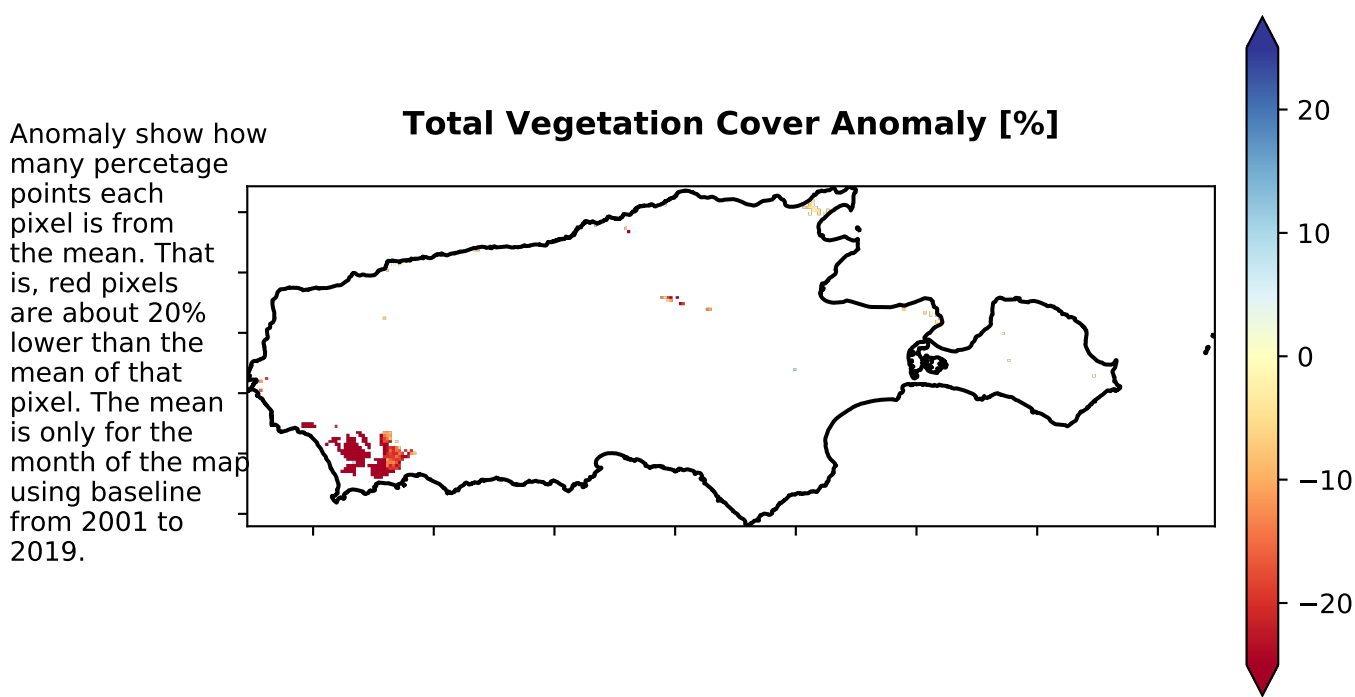 Total Vegetation Cover Anomaly [%]
Anomaly show how
many percetage
points each
pixel is from
the mean. That
is, red pixels
are about 20%
lower than the
mean of that
pixel. The mean
is only for the
month of the map
using baseline
from 2001 to
2019.
20
10
0
−10
−20